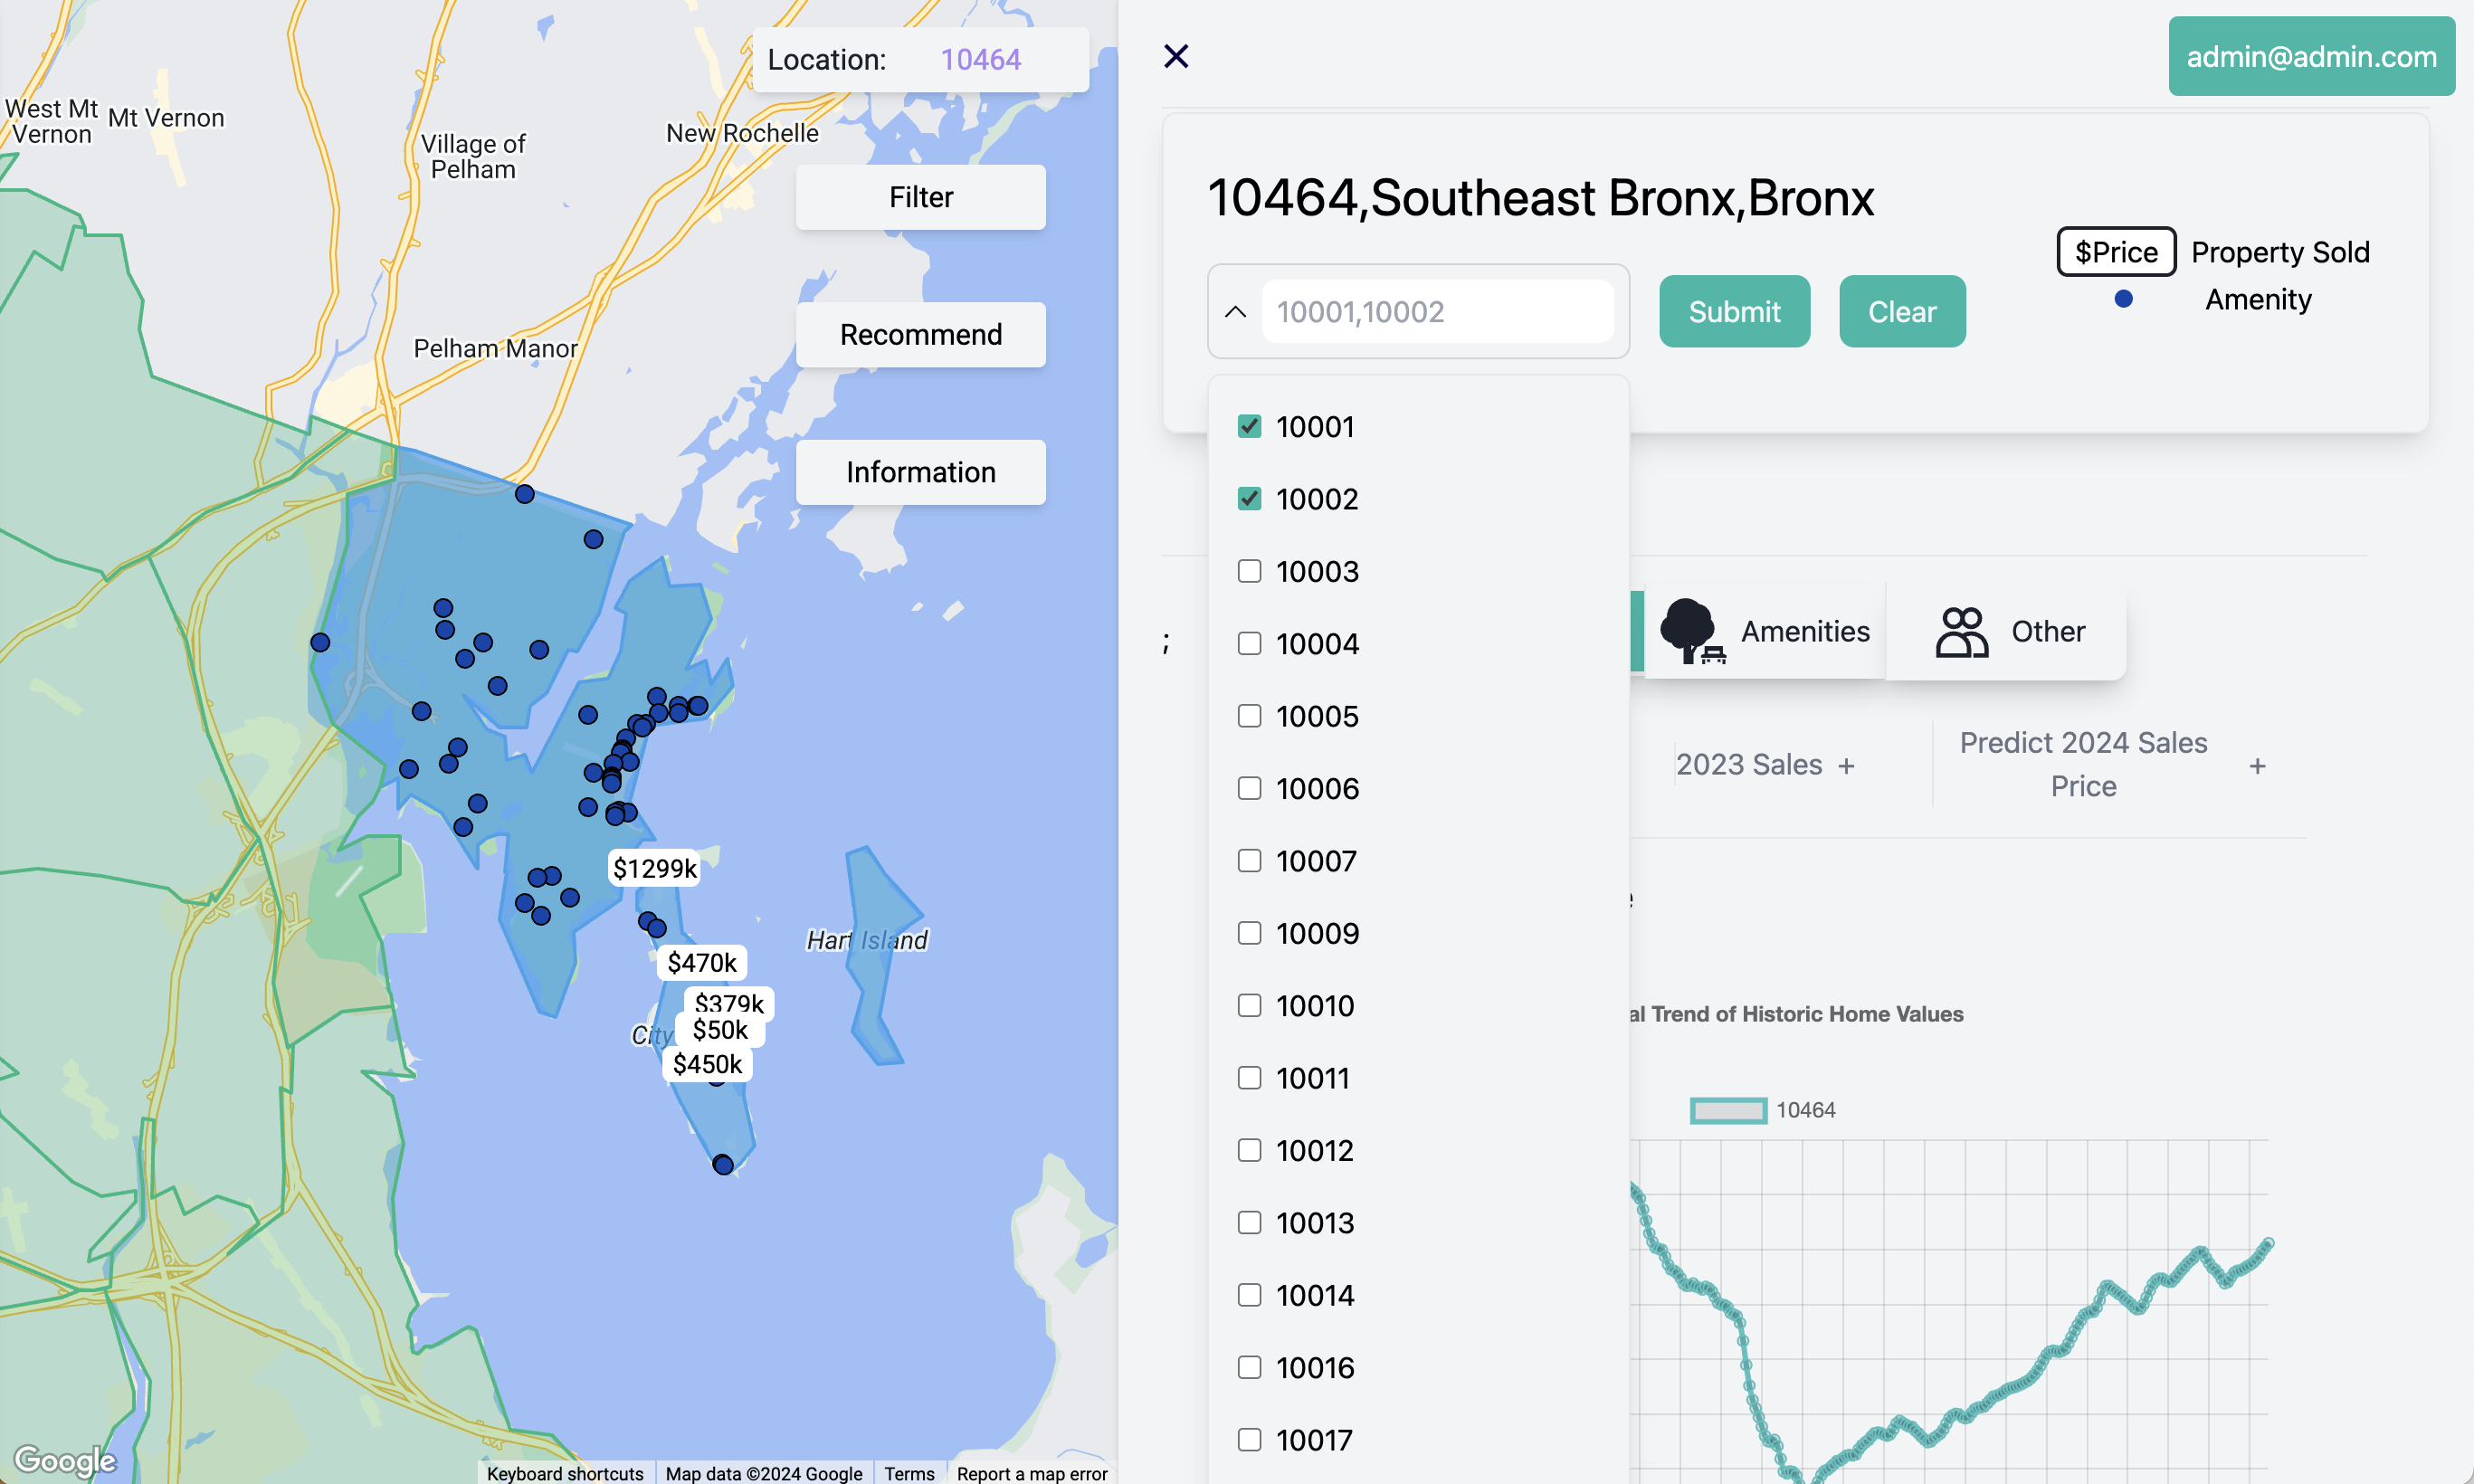 Location: 10464
West Mt
Vernon
Mt Vernon
Village of
Pelham
New Rochelle
Filter
Recommend
Pelham Manor
Information
$1299k
$470k
$379k
$50k
$450k
City
Hart Island
Google
Keyboard shortcuts
Map data ©2024 Google
Terms
Report a map error
admin@admin.com
10464,Southeast Bronx,Bronx
$Price Property Sold
Amenity
10001,10002
Submit
Clear
10001
10002
10003
10004
10005
10006
10007
10009
10010
10011
10012
10013
10014
10016
10017
;
Amenities
Other
2023 Sales +
Predict 2024 Sales
Price +
al Trend of Historic Home Values
10464